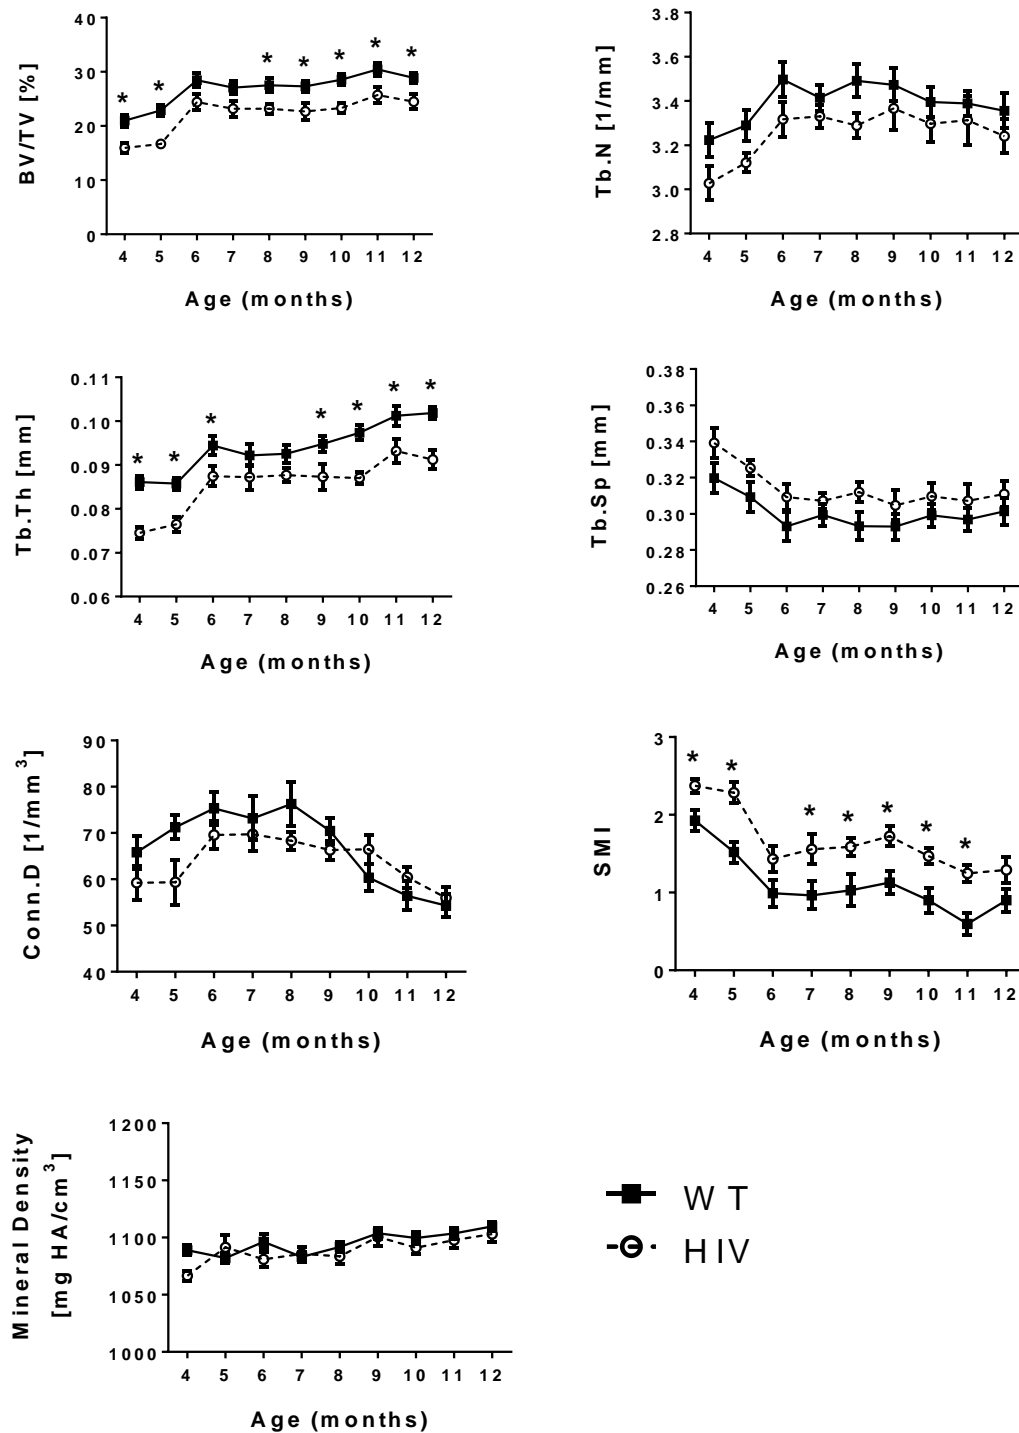 BV/TV [%]
40
30
20
10
0
* * * * * * *
4 5 6 7 8 9 10 11 12
Age (months)
Tb.N [1/mm]
3.8
3.6
3.4
3.2
3.0
2.8
4 5 6 7 8 9 10 11 12
Age (months)
Tb.Th [mm]
0.11
0.10
0.09
0.08
0.07
0.06
* * * * * * *
4 5 6 7 8 9 10 11 12
Age (months)
Tb.Sp [mm]
0.38
0.36
0.34
0.32
0.30
0.28
0.26
4 5 6 7 8 9 10 11 12
Age (months)
Conn.D [1/mm³]
90
80
70
60
50
40
4 5 6 7 8 9 10 11 12
Age (months)
SMI
3
2
1
0
* * * * * * *
4 5 6 7 8 9 10 11 12
Age (months)
Mineral Density
[mg HA/cm³]
1200
1150
1100
1050
1000
4 5 6 7 8 9 10 11 12
Age (months)
WT
HIV